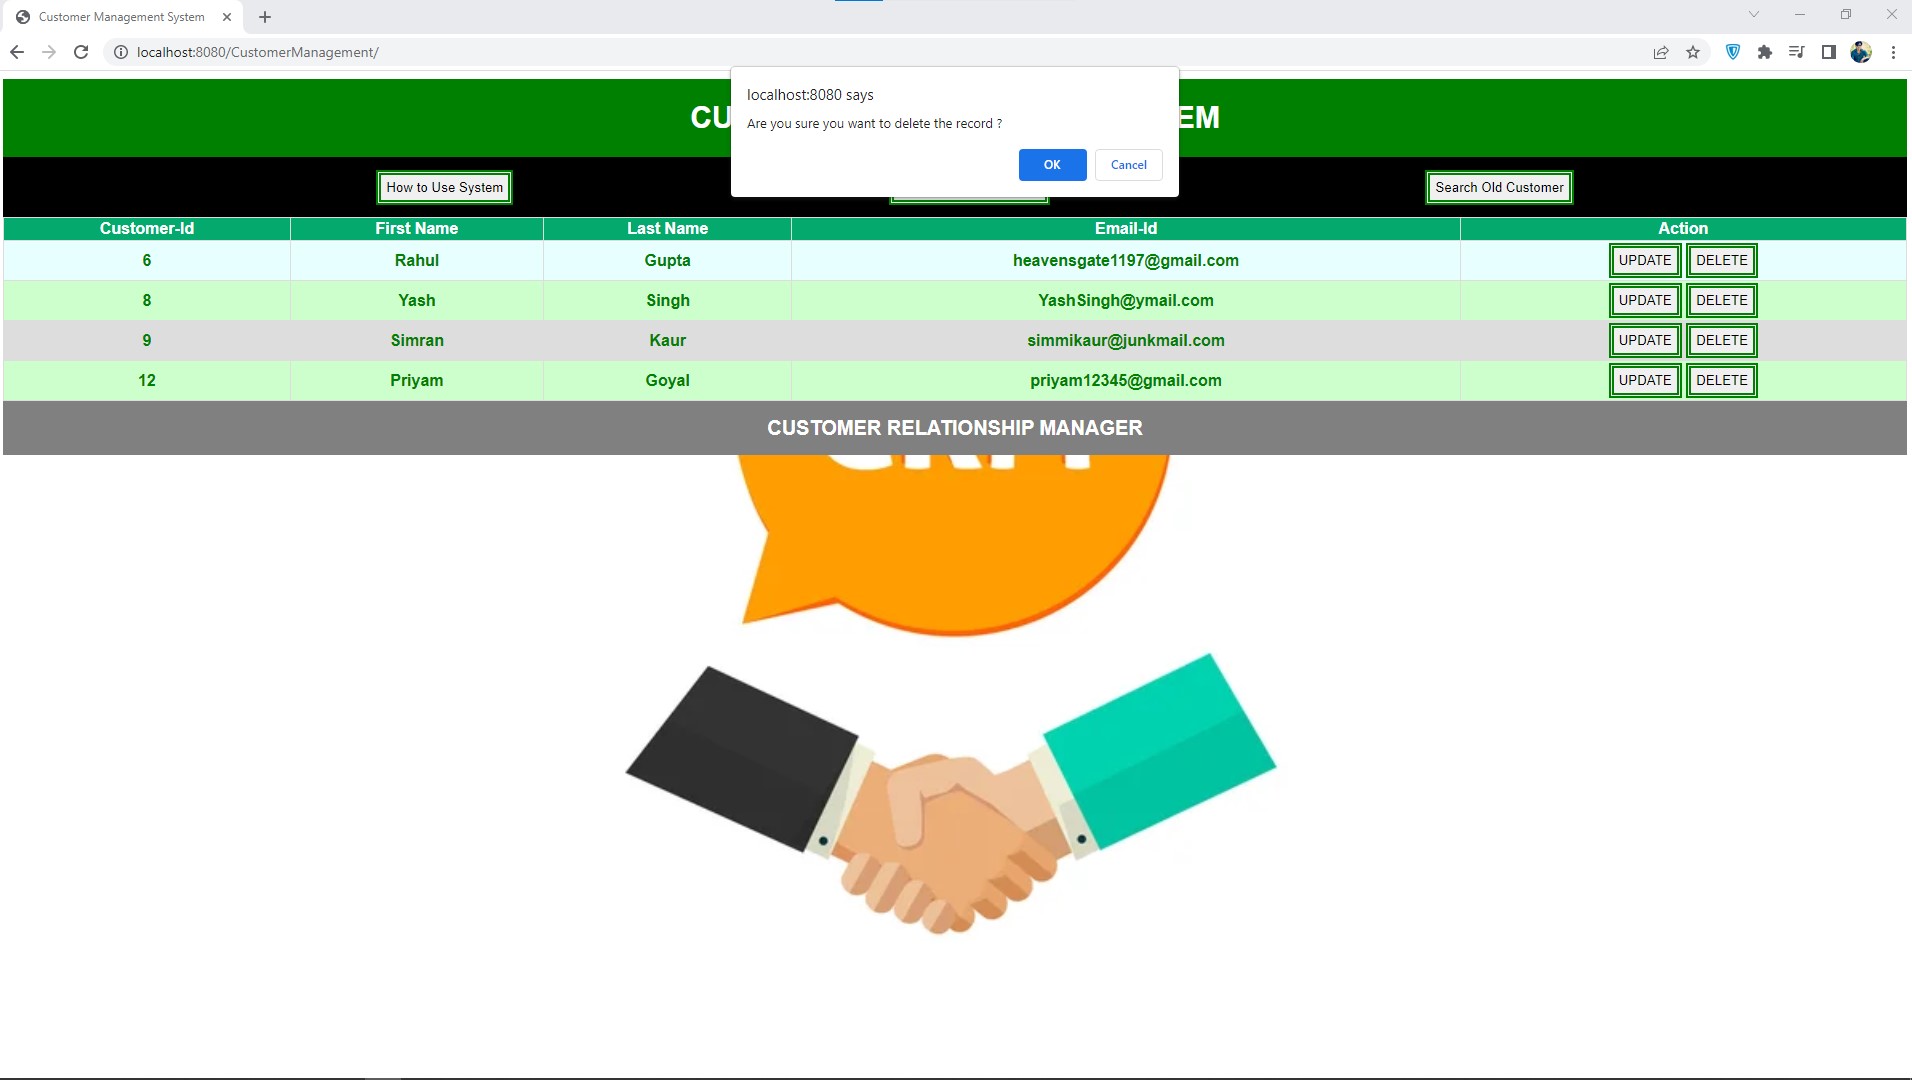 Customer Management System
localhost:8080/CustomerManagement/
localhost:8080 says
Are you sure you want to delete the record ?
OK Cancel
How to Use System Search Old Customer
Customer-Id First Name Last Name Email-Id Action
6 Rahul Gupta heavensgate1197@gmail.com UPDATE DELETE
8 Yash Singh YashSingh@ymail.com UPDATE DELETE
9 Simran Kaur simmikaur@junkmail.com UPDATE DELETE
12 Priyam Goyal priyam12345@gmail.com UPDATE DELETE
CUSTOMER RELATIONSHIP MANAGER